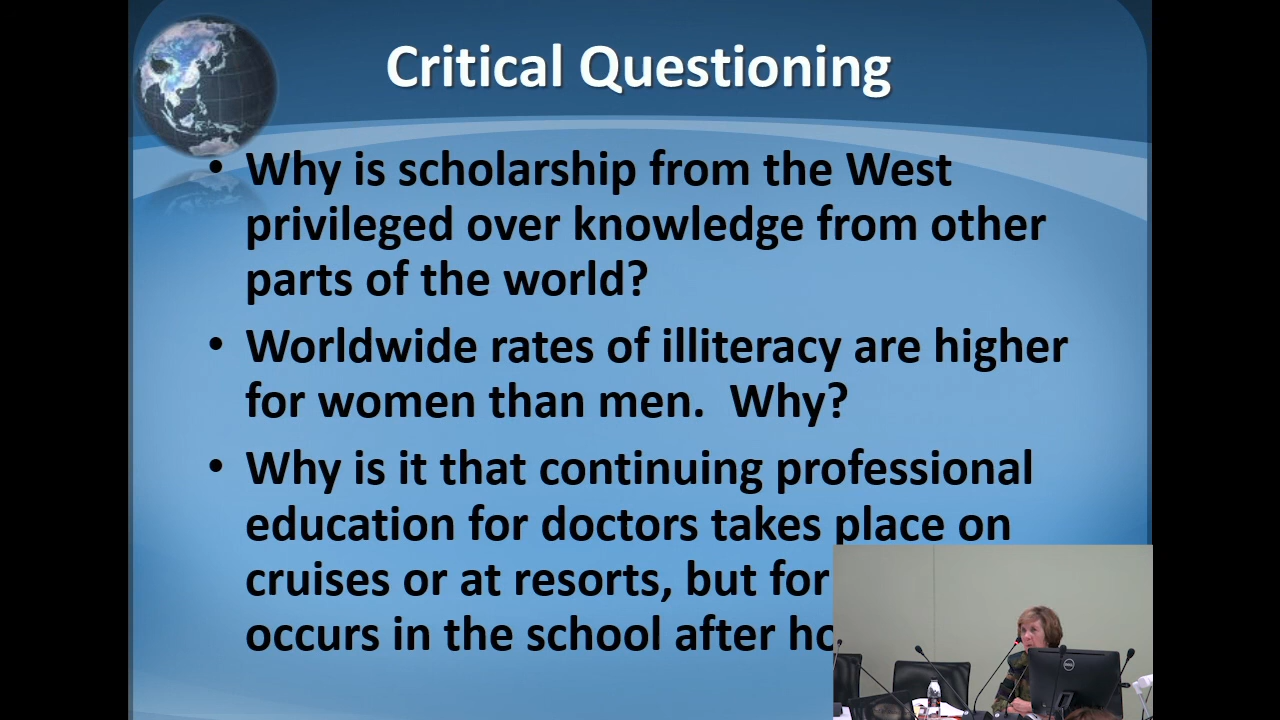 Critical Questioning
• Why is scholarship from the West
privileged over knowledge from other
parts of the world?
• Worldwide rates of illiteracy are higher
for women than men.  Why?
• Why is it that continuing professional
education for doctors takes place on
cruises or at resorts, but for
occurs in the school after
DELL